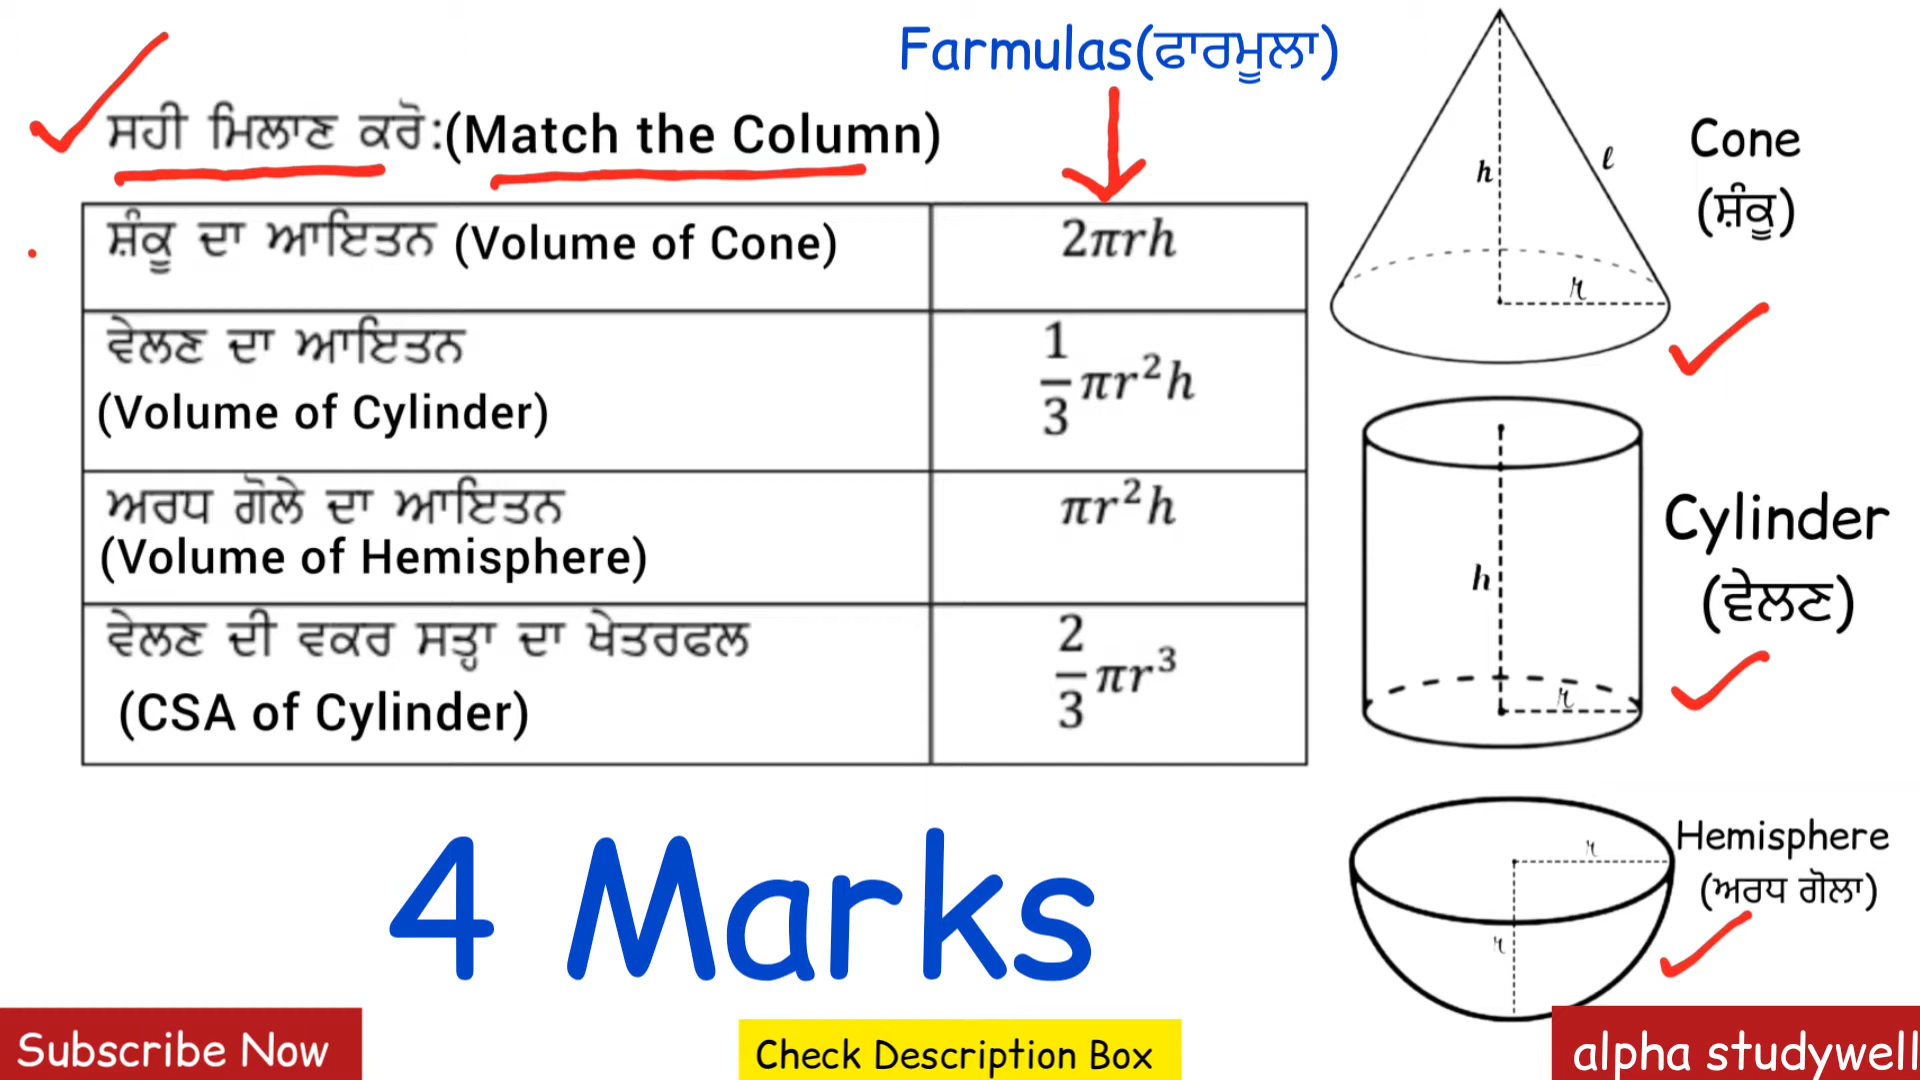 Farmulas(ਫਾਰਮੂਲਾ)
ਸਹੀ ਮਿਲਾਣ ਕਰੋ:(Match the Column)
ਸ਼ੰਕੂ ਦਾ ਆਇਤਨ (Volume of Cone)
2πrh
ਵੇਲਣ ਦਾ ਆਇਤਨ
(Volume of Cylinder)
1/3 πr²h
ਅਰਧ ਗੋਲੇ ਦਾ ਆਇਤਨ
(Volume of Hemisphere)
πr²h
ਵੇਲਣ ਦੀ ਵਕਰ ਸਤ੍ਹਾ ਦਾ ਖੇਤਰਫਲ
(CSA of Cylinder)
2/3 πr³
h
ℓ
r
Cone
(ਸ਼ੰਕੂ)
h
r
Cylinder
(ਵੇਲਣ)
r
r
Hemisphere
(ਅਰਧ ਗੋਲਾ)
4 Marks
Subscribe Now
Check Description Box
alpha studywell